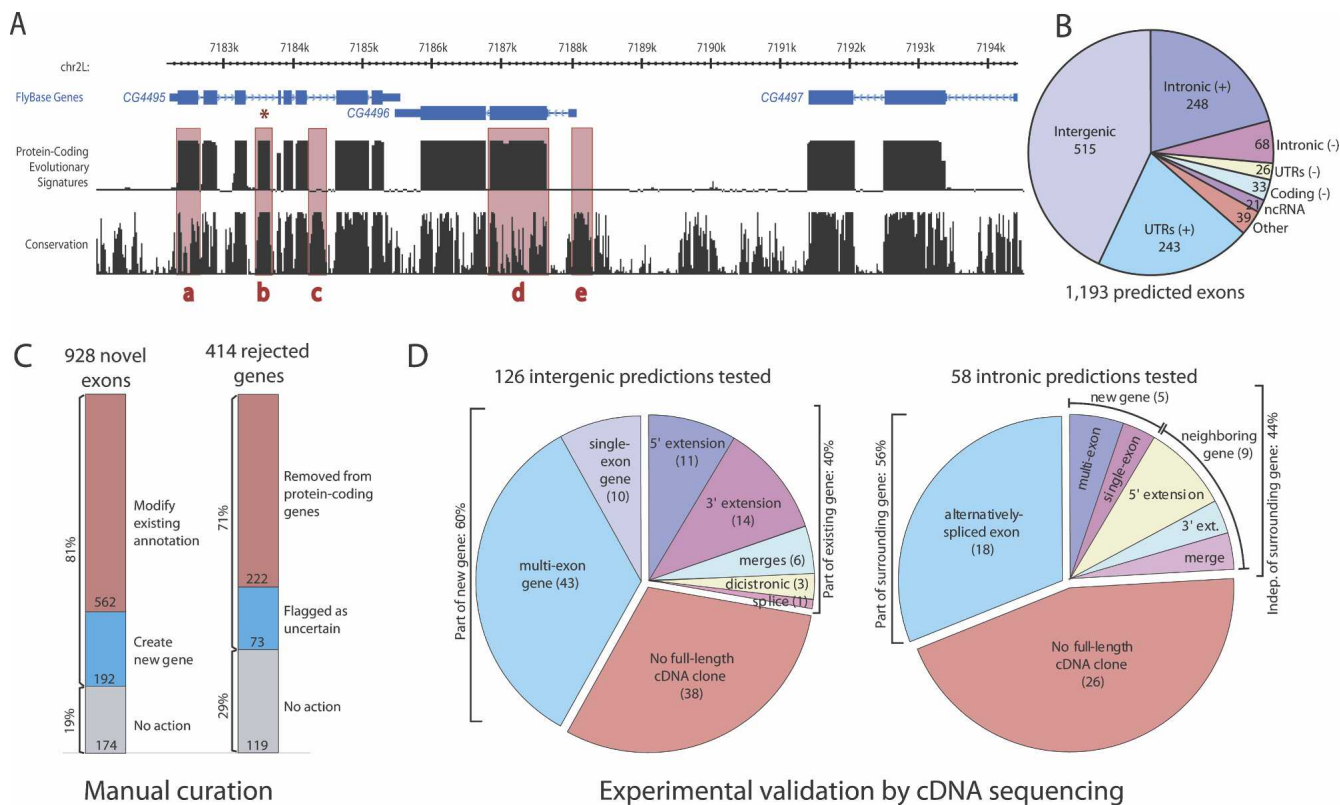 A
7183k 7184k 7185k 7186k 7187k 7188k 7189k 7190k 7191k 7192k 7193k 7194k
chr2L:
FlyBase Genes
CG4495
CG4496
CG4497
*
Protein-Coding
Evolutionary
Signatures
Conservation
a b c d e
B
Intergenic
515
Intronic (+)
248
68 Intronic (-)
26 UTRs (-)
33 Coding (-)
21 ncRNA
39 Other
UTRs (+)
243
1,193 predicted exons
C
928 novel
exons
414 rejected
genes
81%
Modify
existing
annotation
562
Create
new gene
192
19%
No action
174
71%
Removed from
protein-coding
genes
222
Flagged as
uncertain
73
29%
No action
119
Manual curation
D
126 intergenic predictions tested
Part of new gene: 60%
single-
exon
gene
(10)
5' extension
(11)
3' extension
(14)
merges (6)
dicistronic (3)
splice (1)
multi-exon
gene (43)
No full-length
cDNA clone
(38)
Part of existing gene: 40%
58 intronic predictions tested
Part of surrounding gene: 56%
new gene (5)
neighboring
gene (9)
multi-exon
single-exon
5' extension
3' ext.
merge
alternatively-
spliced exon
(18)
No full-length
cDNA clone
(26)
Indep. of surrounding gene: 44%
Experimental validation by cDNA sequencing